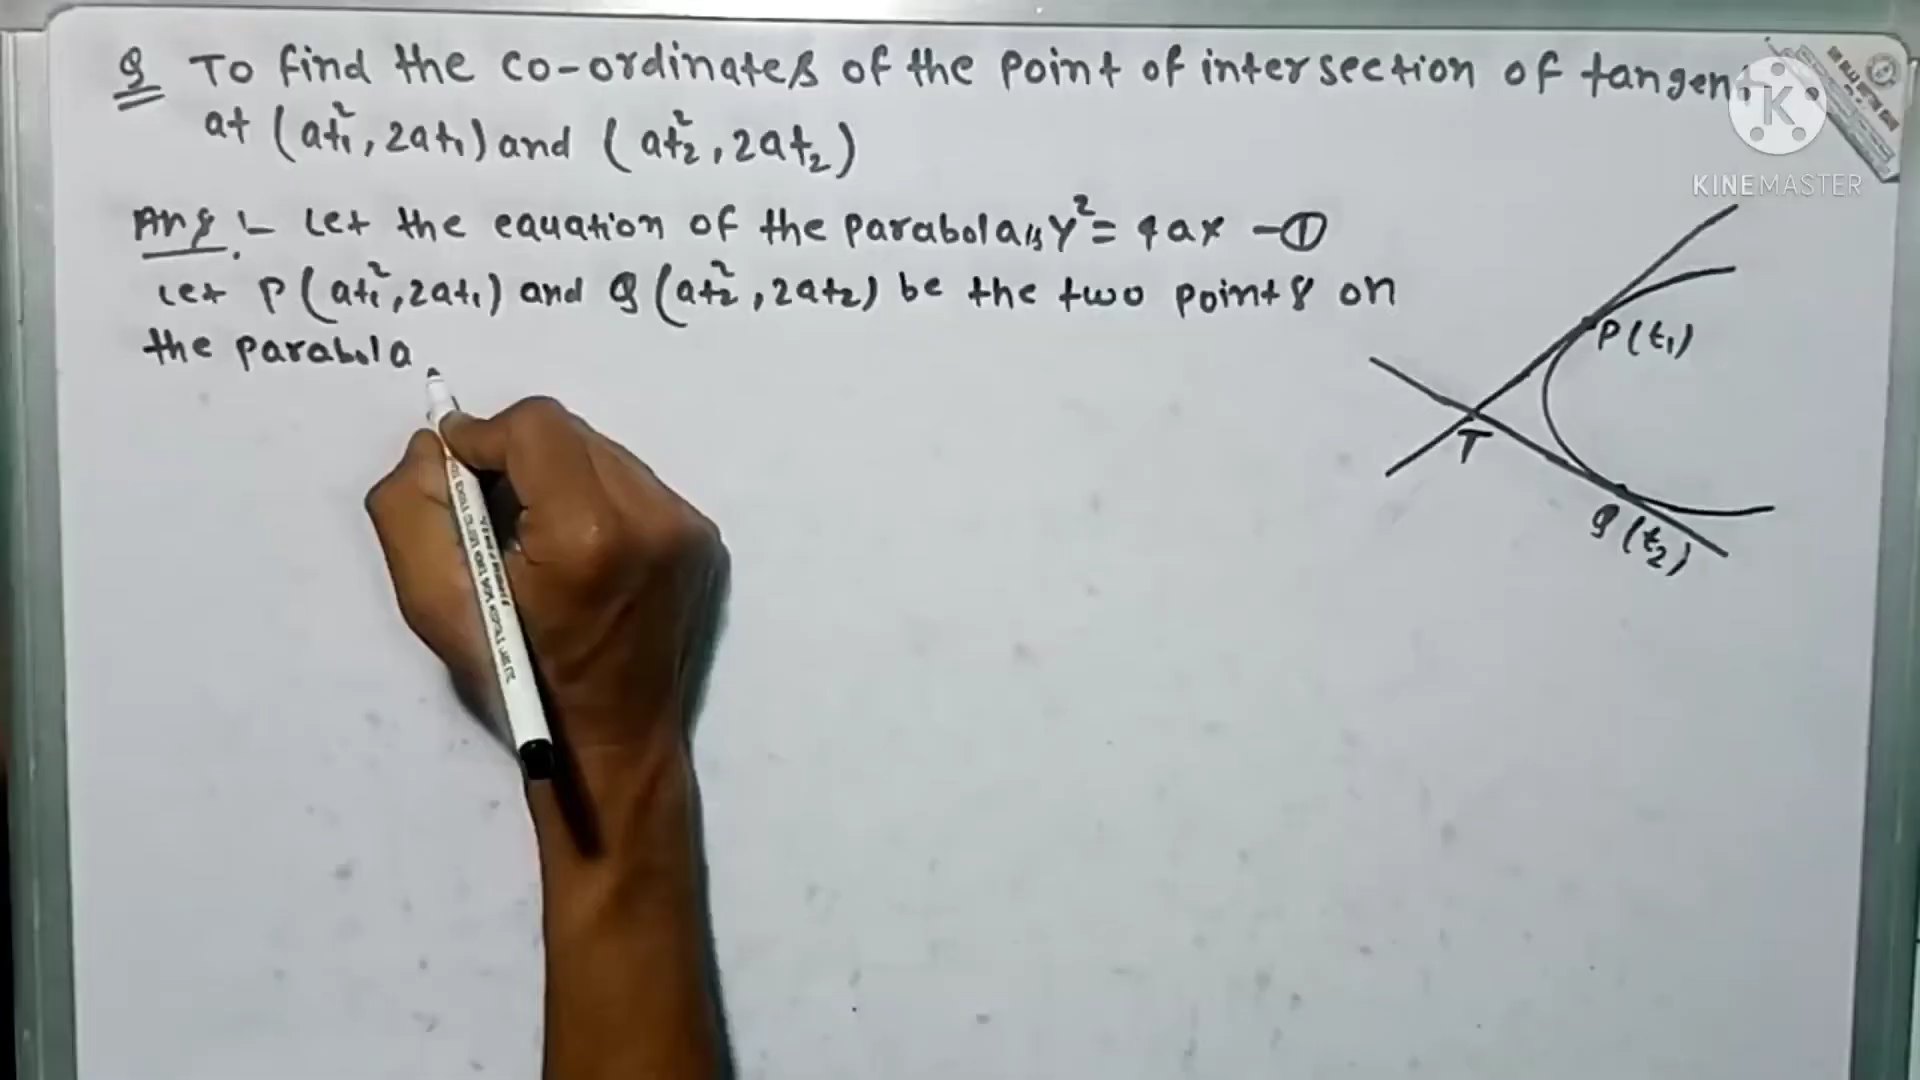 Q To find the co-ordinates of the point of intersection of tangent
at (at₁², 2at₁) and (at₂², 2at₂)
KINEMASTER
Ans :- Let the equation of the parabola is y² = 4ax -①
Let P(at₁², 2at₁) and Q(at₂², 2at₂) be the two points on
the parabola.
P(t₁)
T
Q(t₂)